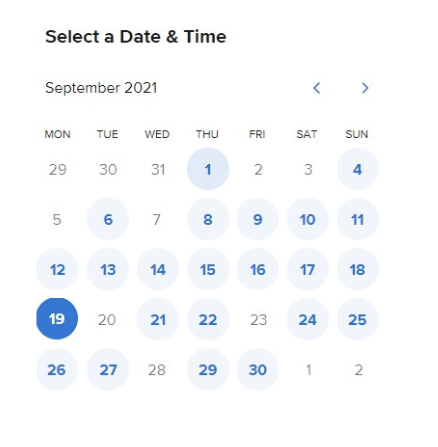 Select a Date & Time
September 2021
MON TUE WED THU FRI SAT SUN
29 30 31 1 2 3 4
5 6 7 8 9 10 11
12 13 14 15 16 17 18
19 20 21 22 23 24 25
26 27 28 29 30 1 2